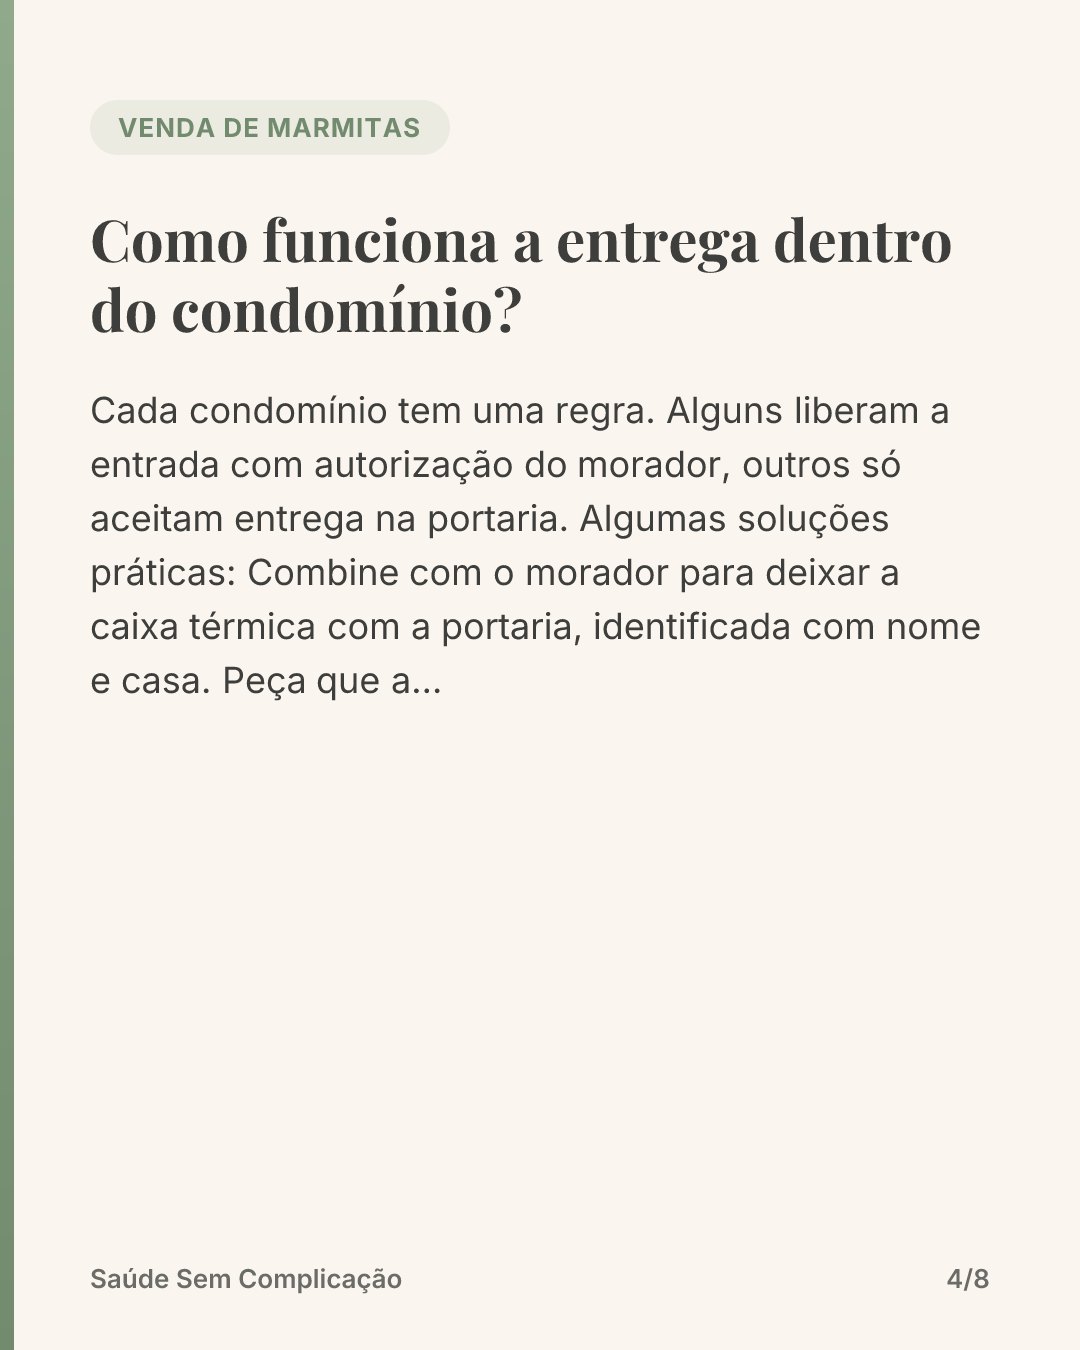 VENDA DE MARMITAS
Como funciona a entrega dentro
do condomínio?
Cada condomínio tem uma regra. Alguns liberam a
entrada com autorização do morador, outros só
aceitam entrega na portaria. Algumas soluções
práticas: Combine com o morador para deixar a
caixa térmica com a portaria, identificada com nome
e casa. Peça que a...
Saúde Sem Complicação
4/8